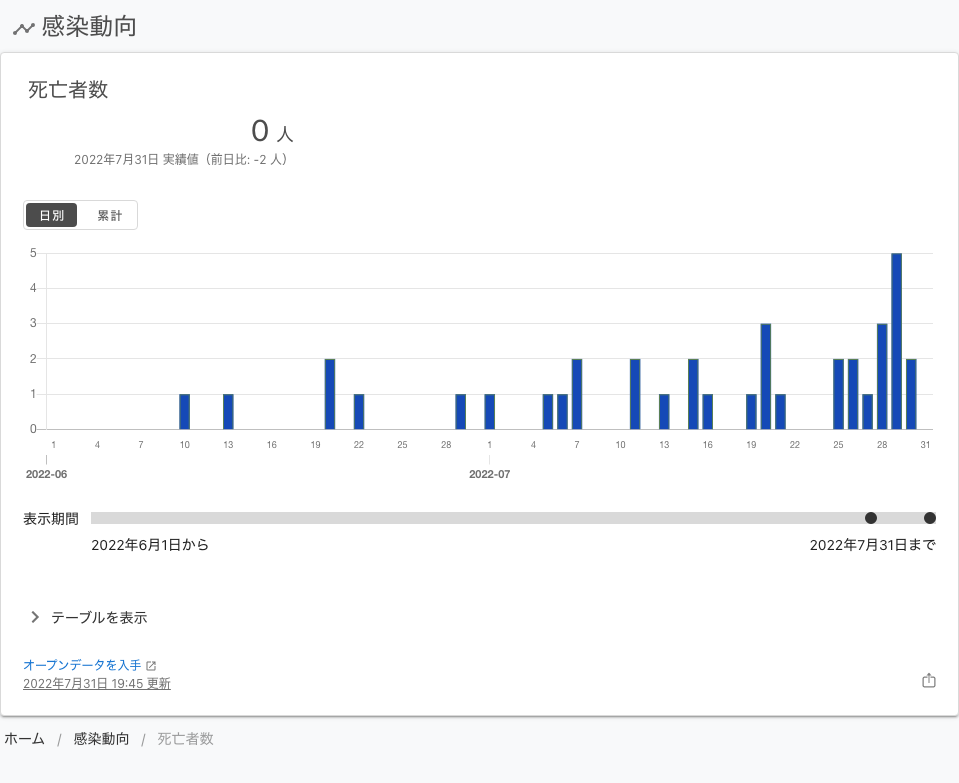 感染動向
死亡者数
0 人
2022年7月31日 実績値（前日比: -2 人）
日別 累計
5
4
3
2
1
0
1 4 7 10 13 16 19 22 25 28 1 4 7 10 13 16 19 22 25 28 31
2022-06 2022-07
表示期間
2022年6月1日から 2022年7月31日まで
テーブルを表示
オープンデータを入手
2022年7月31日 19:45 更新
ホーム / 感染動向 / 死亡者数